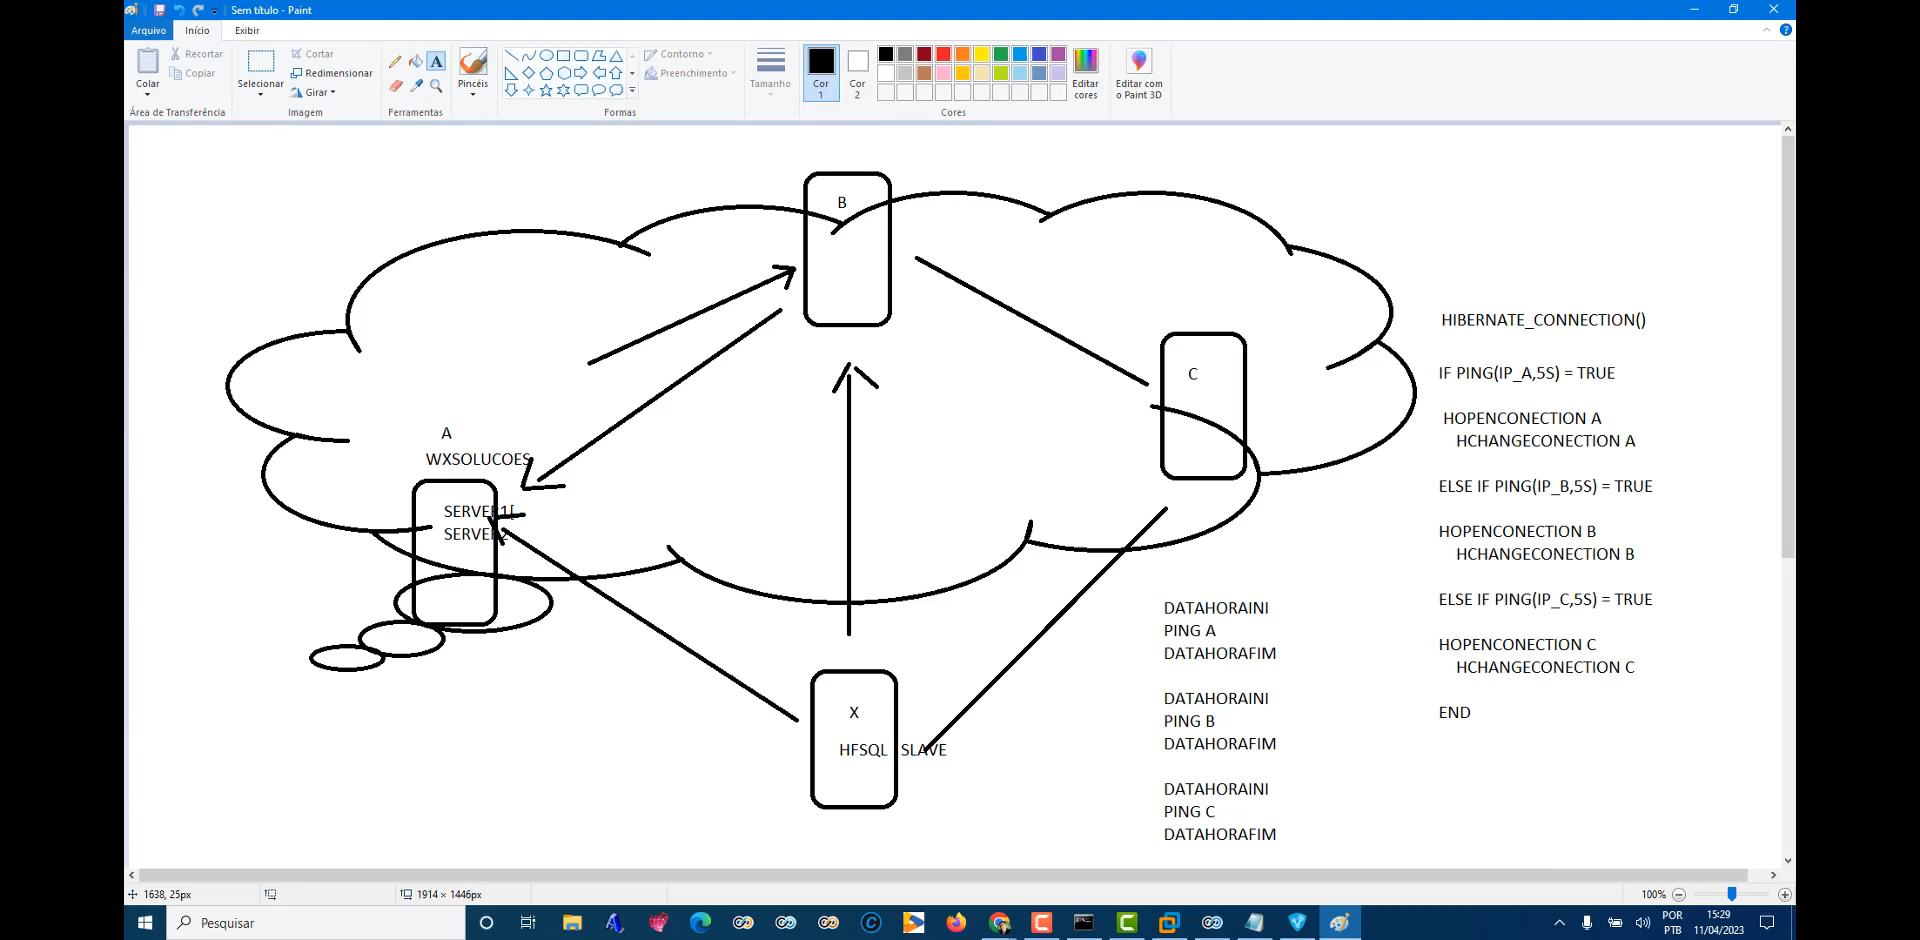 Sem título - Paint
Arquivo
Início
Exibir
Colar
Recortar
Copiar
Área de Transferência
Selecionar
Cortar
Redimensionar
Girar
Imagem
A
Ferramentas
Pincéis
Contorno
Preenchimento
Formas
Tamanho
Cor
1
Cor
2
Editar
cores
Editar com
o Paint 3D
Cores
B
C
A
WXSOLUCOES
SERVER1[
SERVER2
X
HFSQL SLAVE
DATAHORAINI
PING A
DATAHORAFIM
DATAHORAINI
PING B
DATAHORAFIM
DATAHORAINI
PING C
DATAHORAFIM
HIBERNATE_CONNECTION()
IF PING(IP_A,5S) = TRUE
HOPENCONECTION A
HCHANGECONECTION A
ELSE IF PING(IP_B,5S) = TRUE
HOPENCONECTION B
HCHANGECONECTION B
ELSE IF PING(IP_C,5S) = TRUE
HOPENCONECTION C
HCHANGECONECTION C
END
1638, 25px
1914 × 1446px
100%
Pesquisar
POR
PTB
15:29
11/04/2023